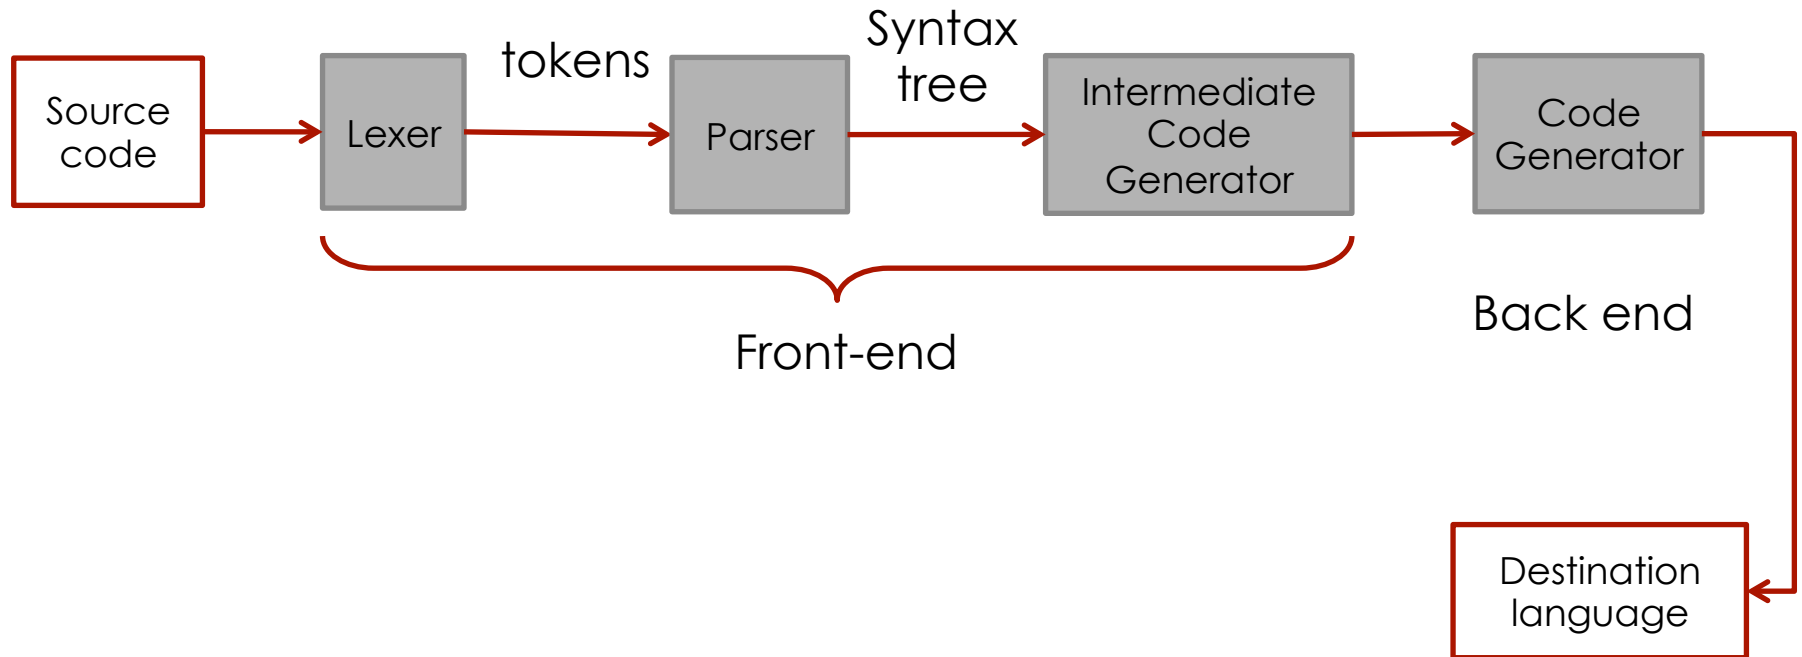 Source
code
Lexer
tokens
Parser
Syntax
tree
Intermediate
Code
Generator
Code
Generator
Front-end
Back end
Destination
language